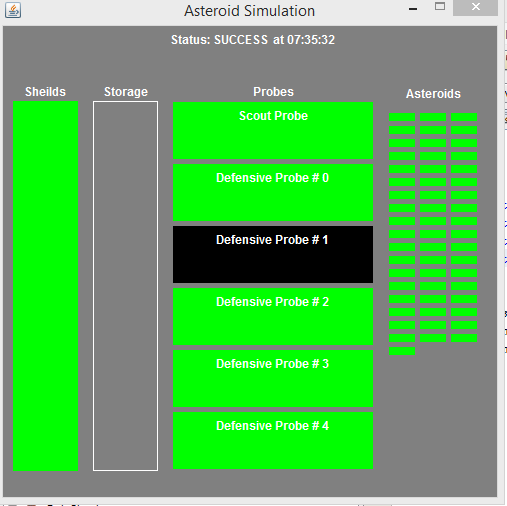 Asteroid Simulation
Status: SUCCESS at 07:35:32
Sheilds
Storage
Probes
Asteroids
Scout Probe
Defensive Probe # 0
Defensive Probe # 1
Defensive Probe # 2
Defensive Probe # 3
Defensive Probe # 4